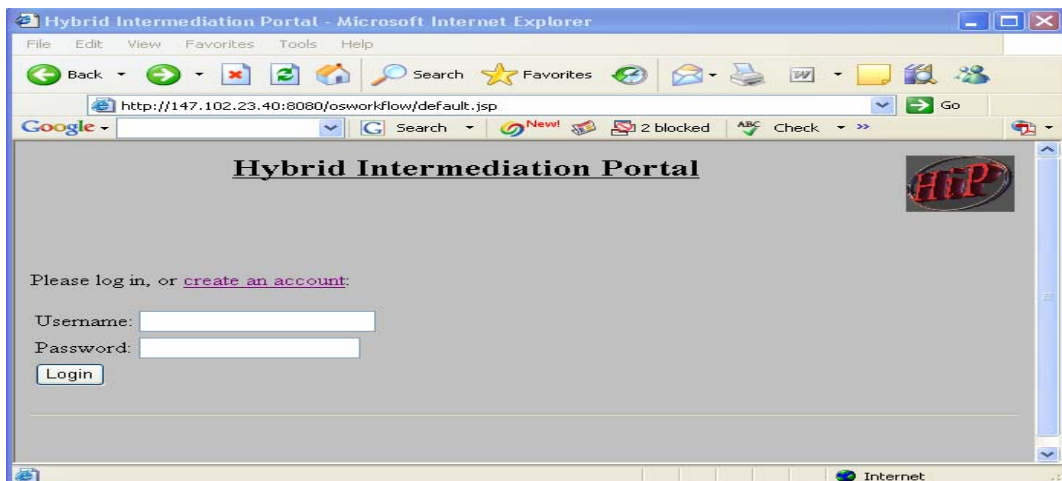 Hybrid Intermediation Portal - Microsoft Internet Explorer
File Edit View Favorites Tools Help
Back Search Favorites
http://147.102.23.40:8080/osworkflow/default.jsp Go
Google Search New! 2 blocked ABC Check
Hybrid Intermediation Portal
HiP
Please log in, or create an account:
Username:
Password:
Login
Internet